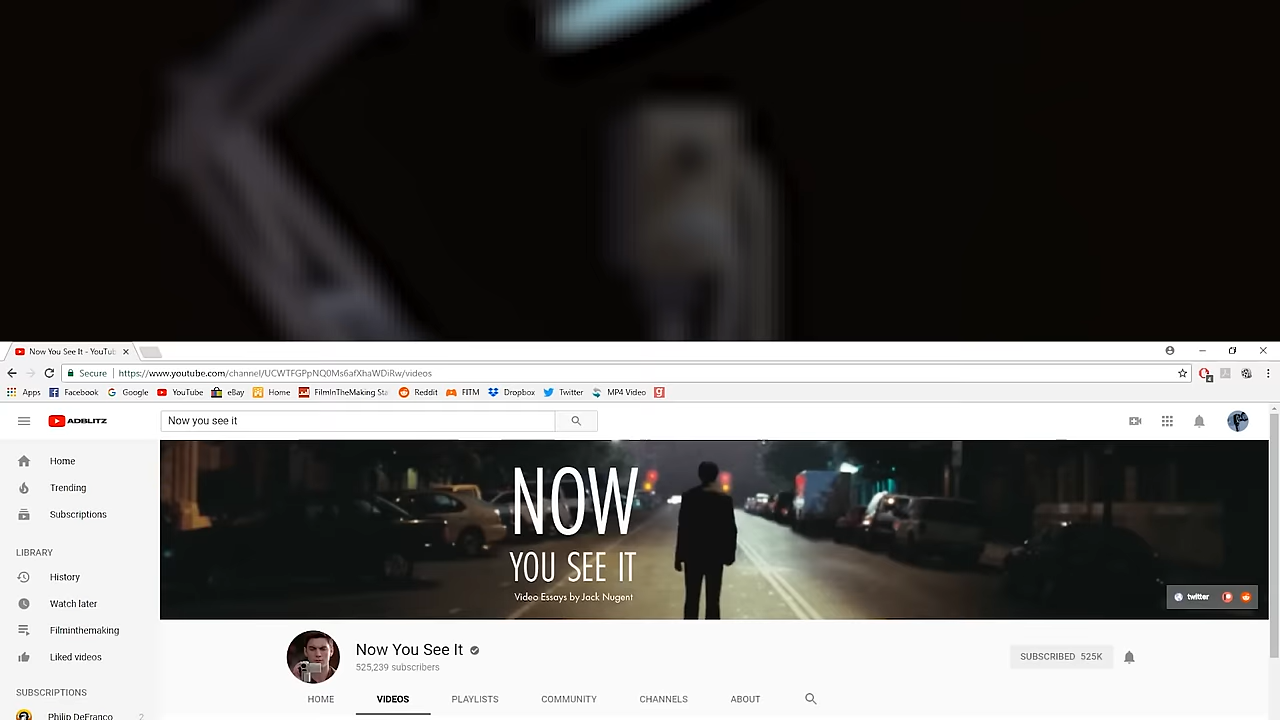 Now You See It - YouTub
Secure https://www.youtube.com/channel/UCWTFGPpNQ0Ms6afXhaWDiRw/videos
Apps Facebook Google YouTube eBay Home FilmInTheMaking Sta Reddit FITM Dropbox Twitter MP4 Video
ADBLITZ
Now you see it
Home
Trending
Subscriptions
LIBRARY
History
Watch later
Filminthemaking
Liked videos
SUBSCRIPTIONS
Philip DeFranco 2
NOW
YOU SEE IT
Video Essays by Jack Nugent
twitter
Now You See It
525,239 subscribers
SUBSCRIBED 525K
HOME VIDEOS PLAYLISTS COMMUNITY CHANNELS ABOUT